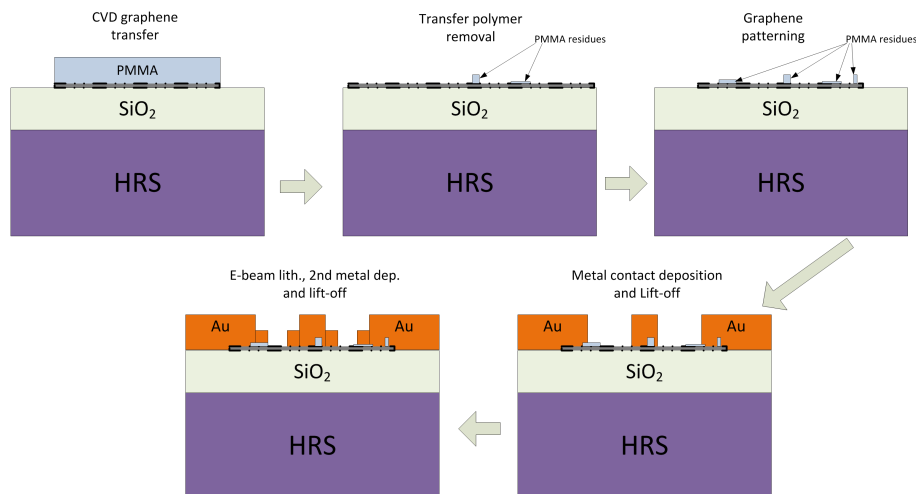 CVD graphene
transfer
PMMA
SiO₂
HRS
Transfer polymer
removal
PMMA residues
SiO₂
HRS
Graphene
patterning
PMMA residues
SiO₂
HRS
E-beam lith., 2nd metal dep.
and lift-off
Au
Au
SiO₂
HRS
Metal contact deposition
and Lift-off
Au
Au
SiO₂
HRS